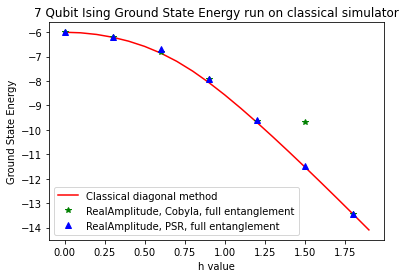 7 Qubit Ising Ground State Energy run on classical simulator
Ground State Energy
−6
−7
−8
−9
−10
−11
−12
−13
−14
Classical diagonal method
RealAmplitude, Cobyla, full entanglement
RealAmplitude, PSR, full entanglement
0.00 0.25 0.50 0.75 1.00 1.25 1.50 1.75
h value